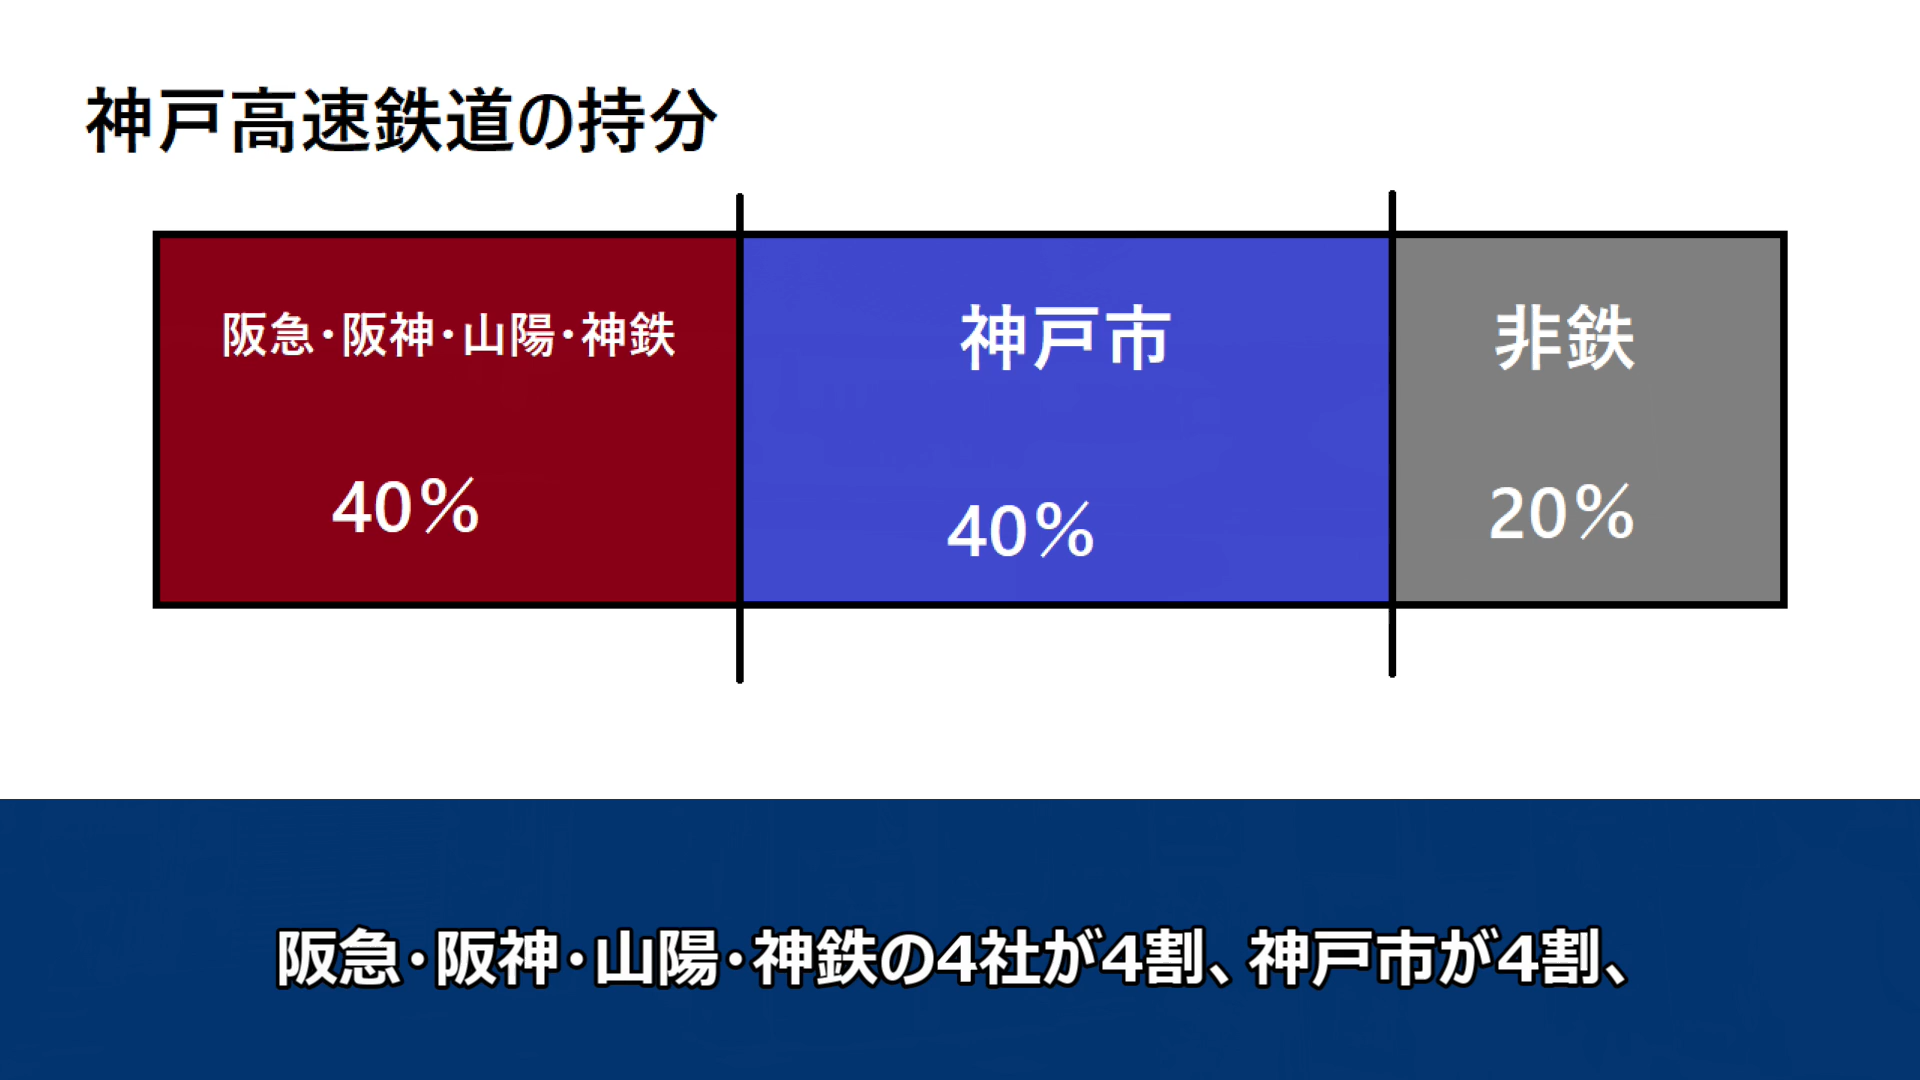 神戸高速鉄道の持分
阪急・阪神・山陽・神鉄
神戸市
非鉄
40％
40％
20％
阪急・阪神・山陽・神鉄の4社が4割、神戸市が4割、